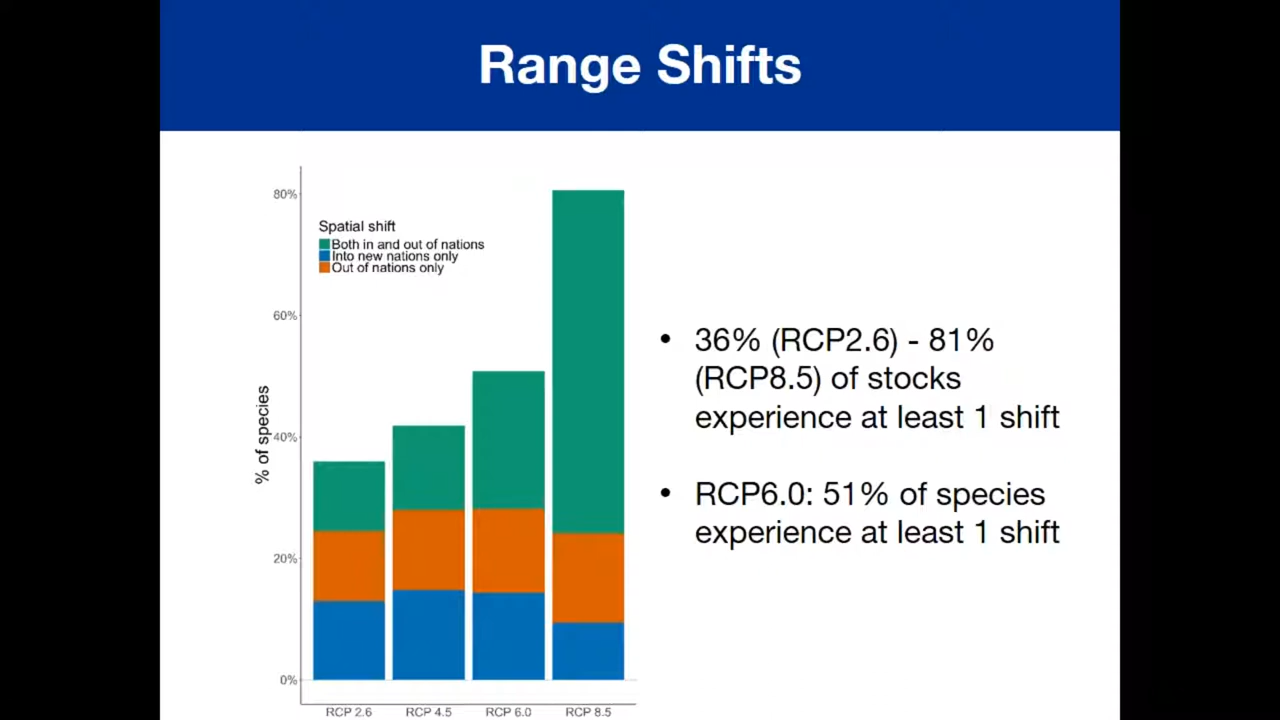 Range Shifts
80%
60%
40%
20%
0%
% of species
Spatial shift
Both in and out of nations
Into new nations only
Out of nations only
RCP 2.6
RCP 4.5
RCP 6.0
RCP 8.5
• 36% (RCP2.6) - 81%
(RCP8.5) of stocks
experience at least 1 shift
• RCP6.0: 51% of species
experience at least 1 shift